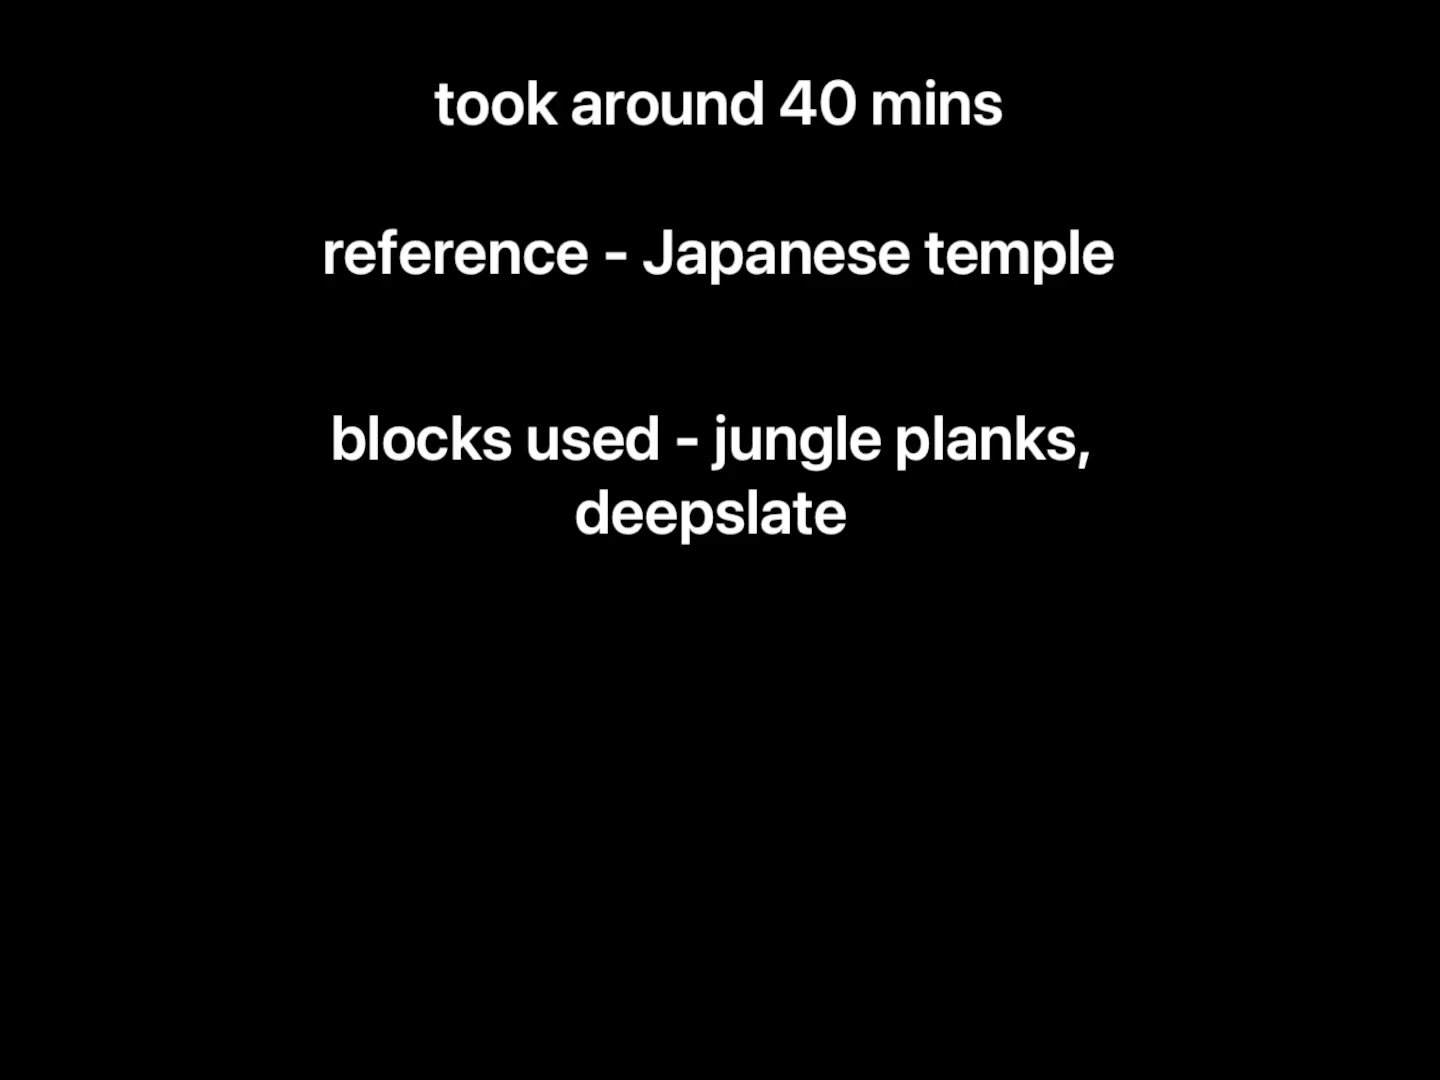 took around 40 mins
reference - Japanese temple
blocks used - jungle planks,
deepslate